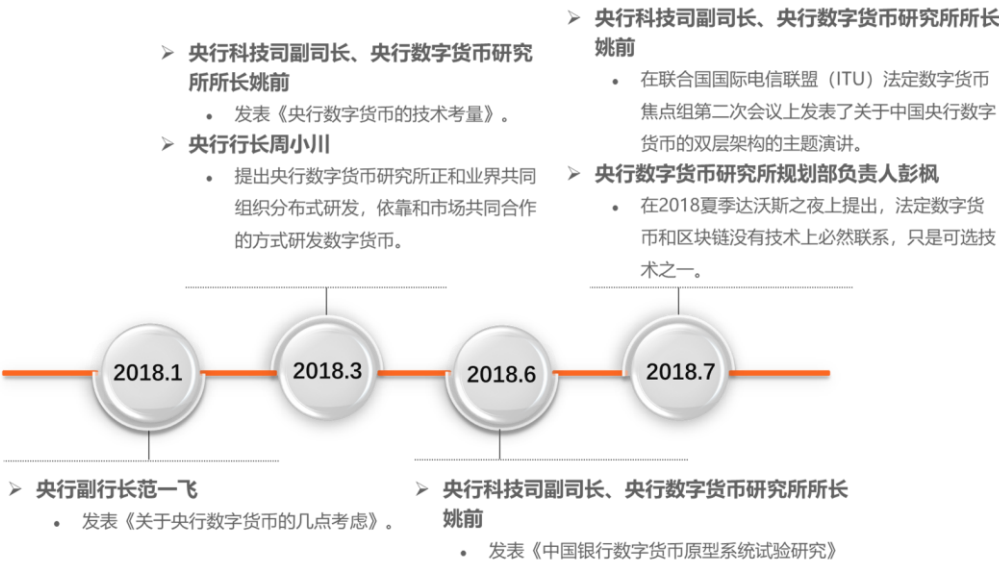 ➢ 央行科技司副司长、央行数字货币研究
所所长姚前
• 发表《央行数字货币的技术考量》。
➢ 央行行长周小川
• 提出央行数字货币研究所正和业界共同
组织分布式研发，依靠和市场共同合作
的方式研发数字货币。
➢ 央行科技司副司长、央行数字货币研究所所长
姚前
• 在联合国国际电信联盟（ITU）法定数字货币
焦点组第二次会议上发表了关于中国央行数字
货币的双层架构的主题演讲。
➢ 央行数字货币研究所规划部负责人彭枫
• 在2018夏季达沃斯之夜上提出，法定数字货
币和区块链没有技术上必然联系，只是可选技
术之一。
2018.1
2018.3
2018.6
2018.7
➢ 央行副行长范一飞
• 发表《关于央行数字货币的几点考虑》。
➢ 央行科技司副司长、央行数字货币研究所所长
姚前
• 发表《中国银行数字货币原型系统试验研究》